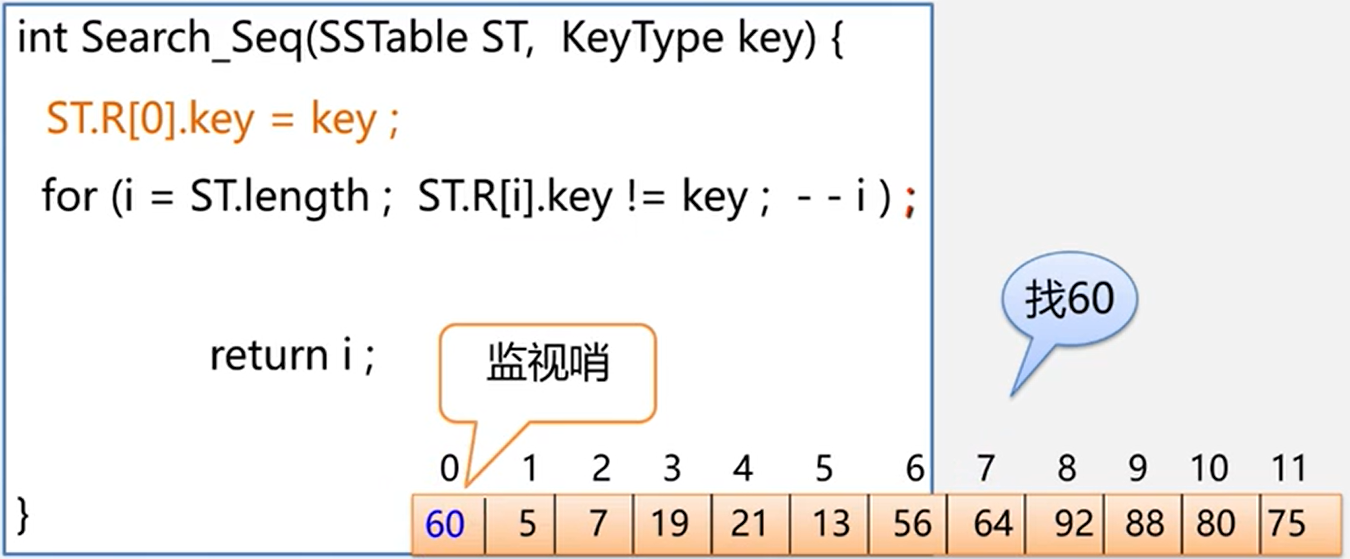 int Search_Seq(SSTable ST, KeyType key) {
ST.R[0].key = key ;
for (i = ST.length ; ST.R[i].key != key ; - - i ) ;
找60
return i ;
监视哨
0 1 2 3 4 5 6 7 8 9 10 11
60 5 7 19 21 13 56 64 92 88 80 75
}